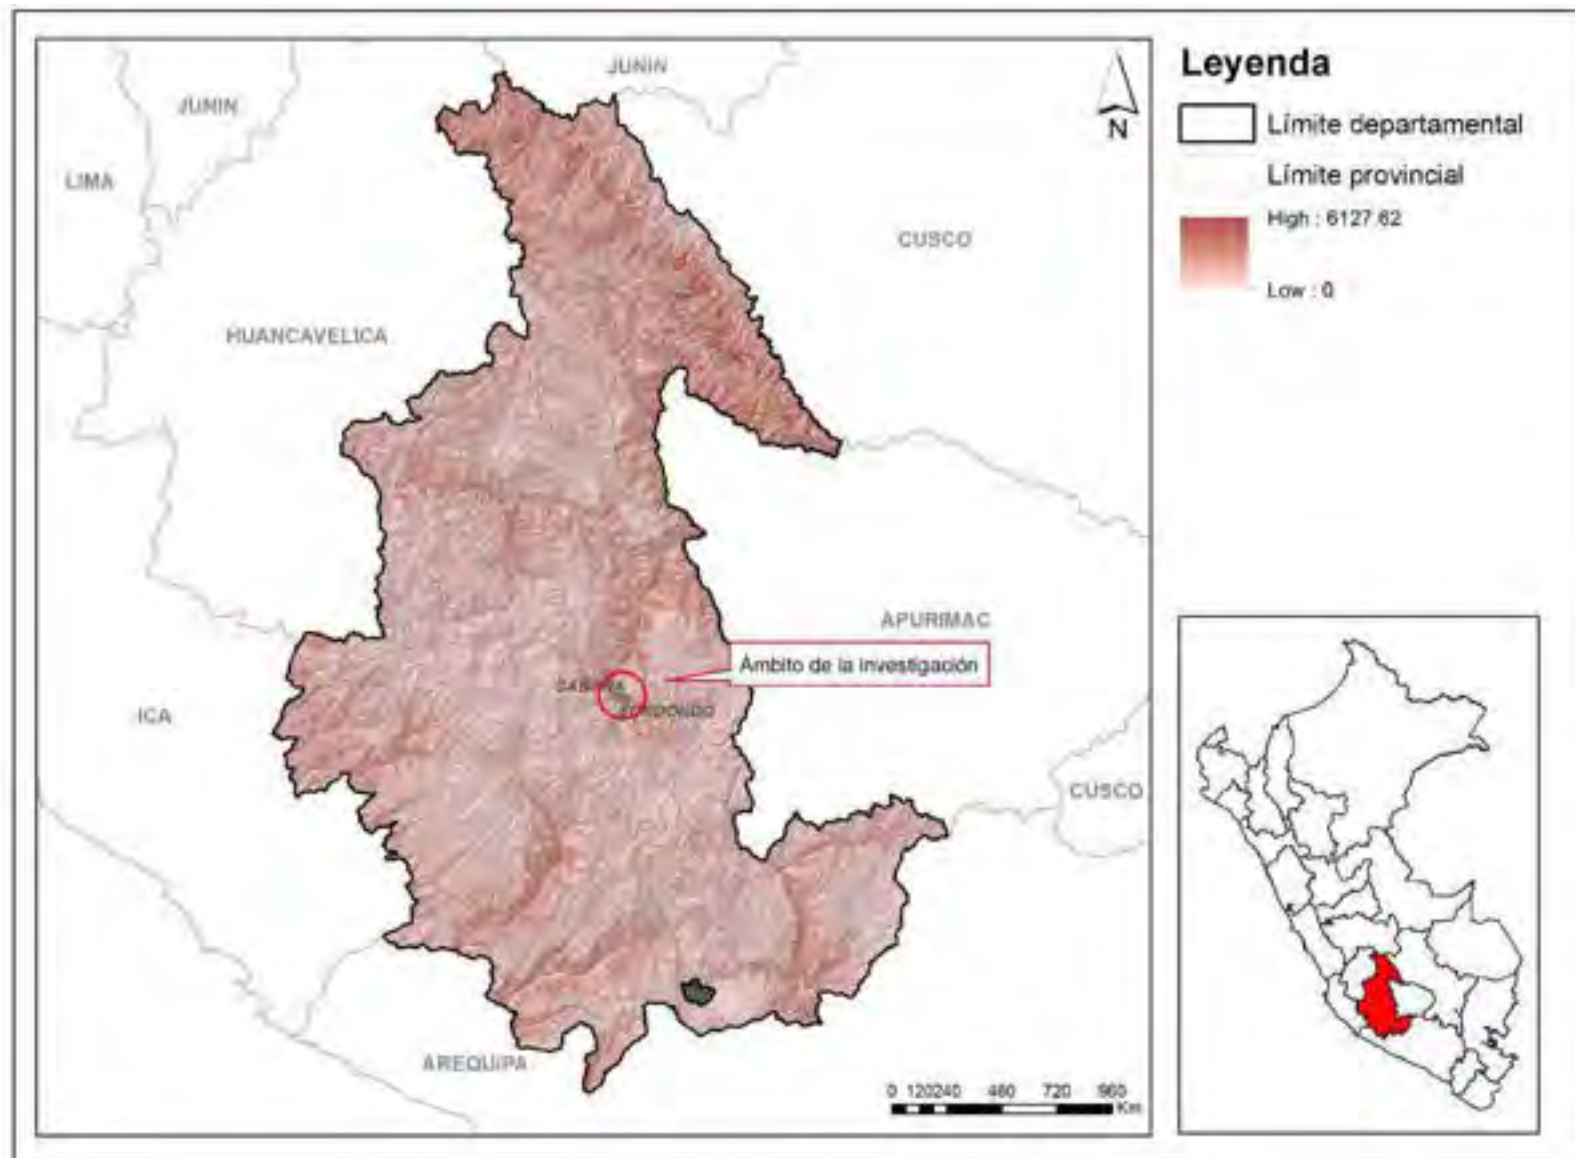 JUNIN
JUNIN
LIMA
CUSCO
HUANCAVELICA
APURIMAC
Ámbito de la investigación
ICA
CUSCO
AREQUIPA
N
0 120240 480 720 960
Km
Leyenda
Límite departamental
Límite provincial
High : 6127.62
Low : 0